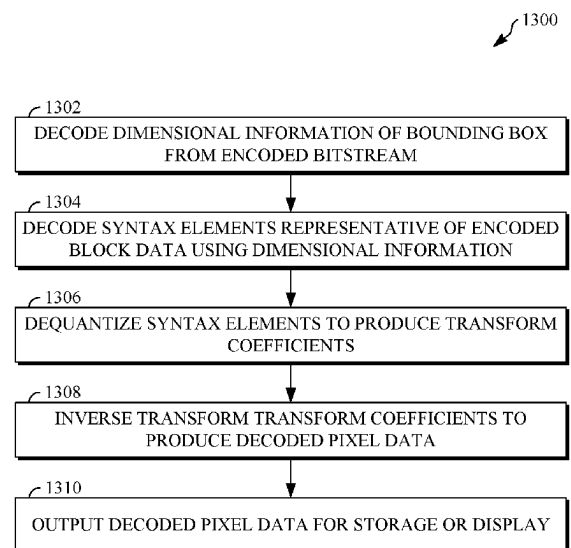 1300
1302
DECODE DIMENSIONAL INFORMATION OF BOUNDING BOX
FROM ENCODED BITSTREAM
1304
DECODE SYNTAX ELEMENTS REPRESENTATIVE OF ENCODED
BLOCK DATA USING DIMENSIONAL INFORMATION
1306
DEQUANTIZE SYNTAX ELEMENTS TO PRODUCE TRANSFORM
COEFFICIENTS
1308
INVERSE TRANSFORM TRANSFORM COEFFICIENTS TO
PRODUCE DECODED PIXEL DATA
1310
OUTPUT DECODED PIXEL DATA FOR STORAGE OR DISPLAY